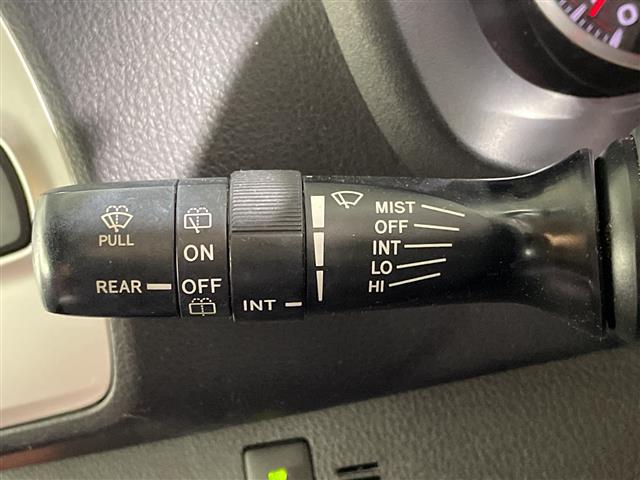 PULL
REAR
ON
OFF
INT
MIST
OFF
INT
LO
HI